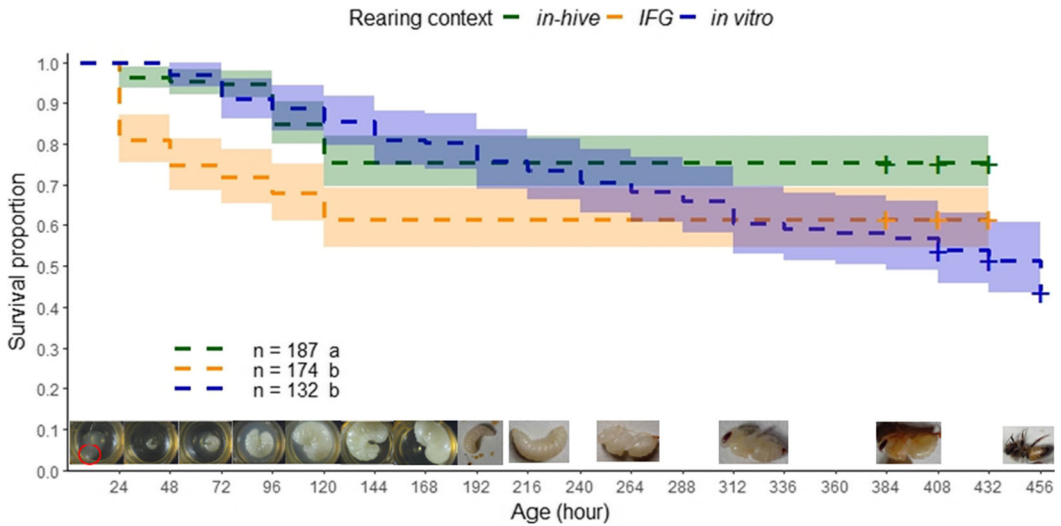 Rearing context in-hive IFG in vitro
Survival proportion
1.0
0.9
0.8
0.7
0.6
0.5
0.4
0.3
0.2
0.1
0.0
n = 187 a
n = 174 b
n = 132 b
24 48 72 96 120 144 168 192 216 240 264 288 312 336 360 384 408 432 456
Age (hour)